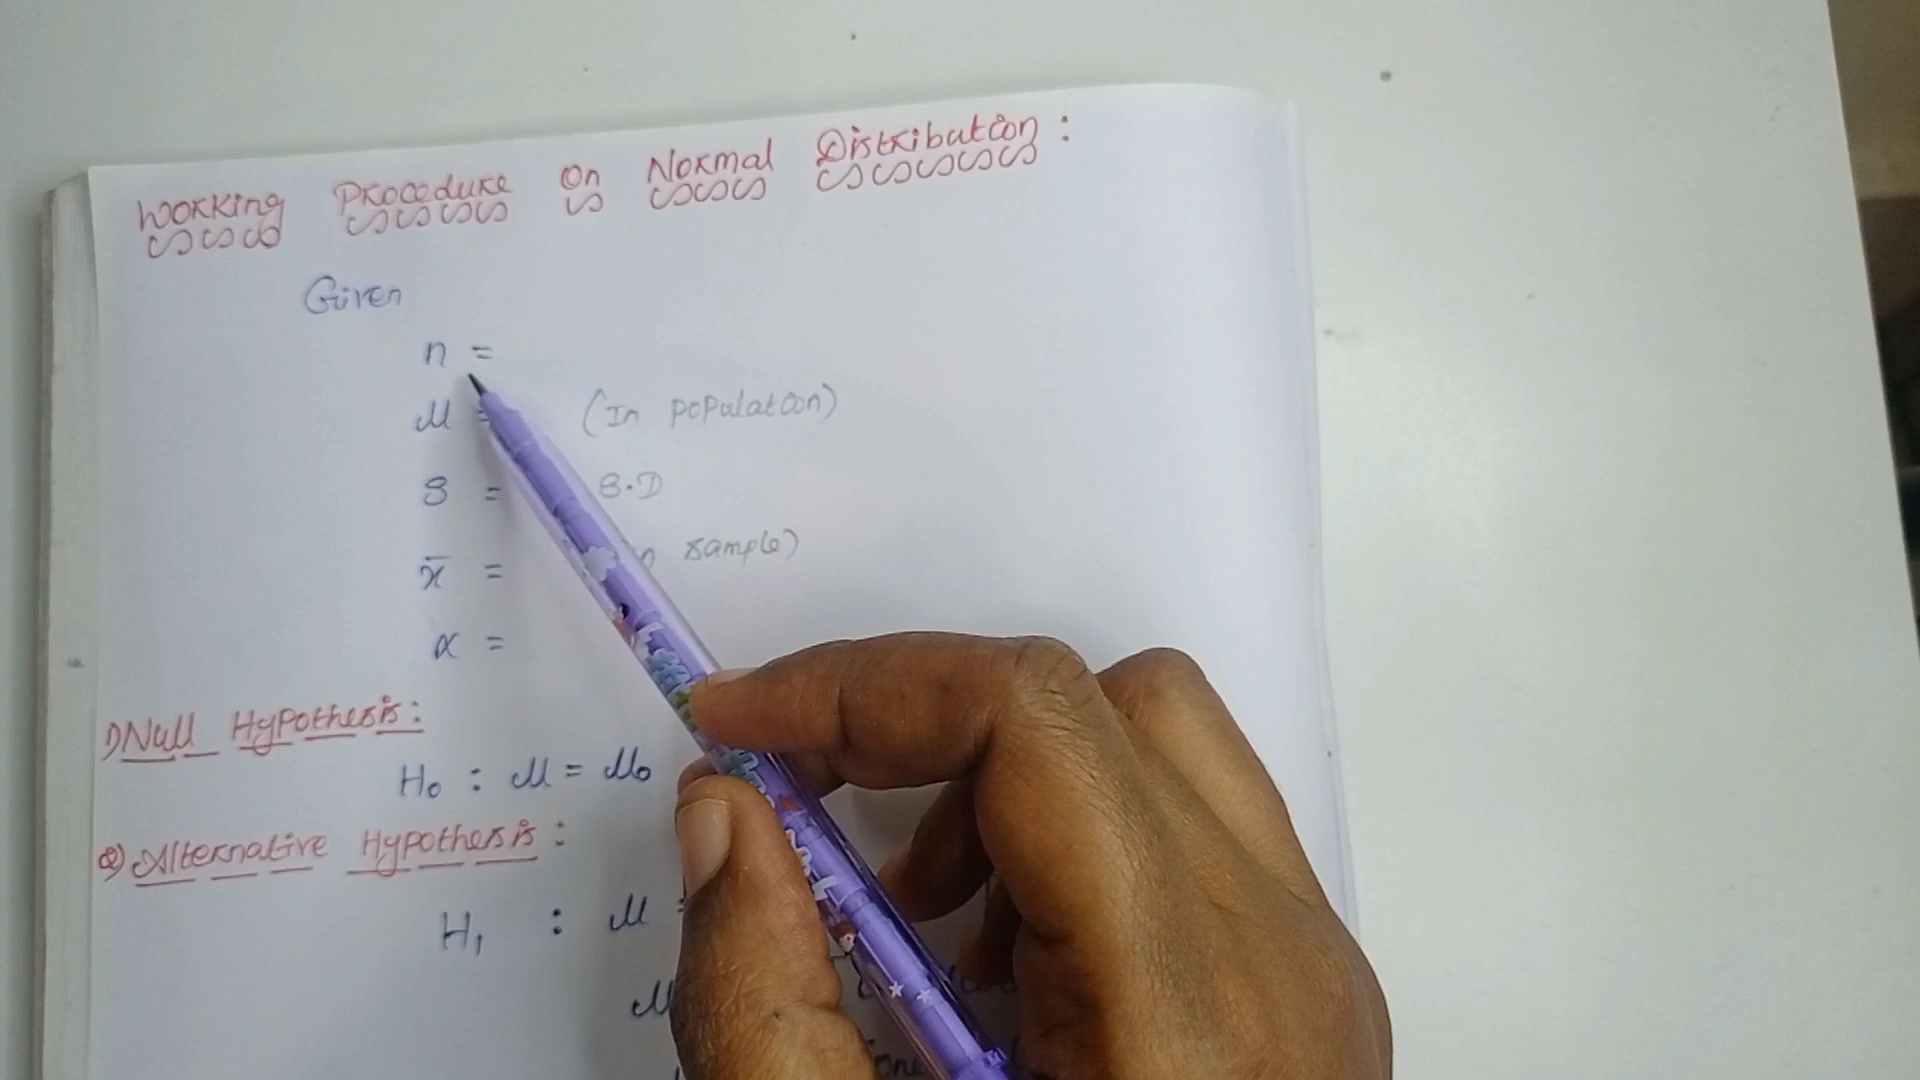 Working Procedure On Normal Distribution :
Given
n =
μ = (In population)
S = S.D
x̄ = sample)
α =
1) Null Hypothesis :
H₀ : μ = μ₀
2) Alternative Hypothesis :
H₁ : μ
μ